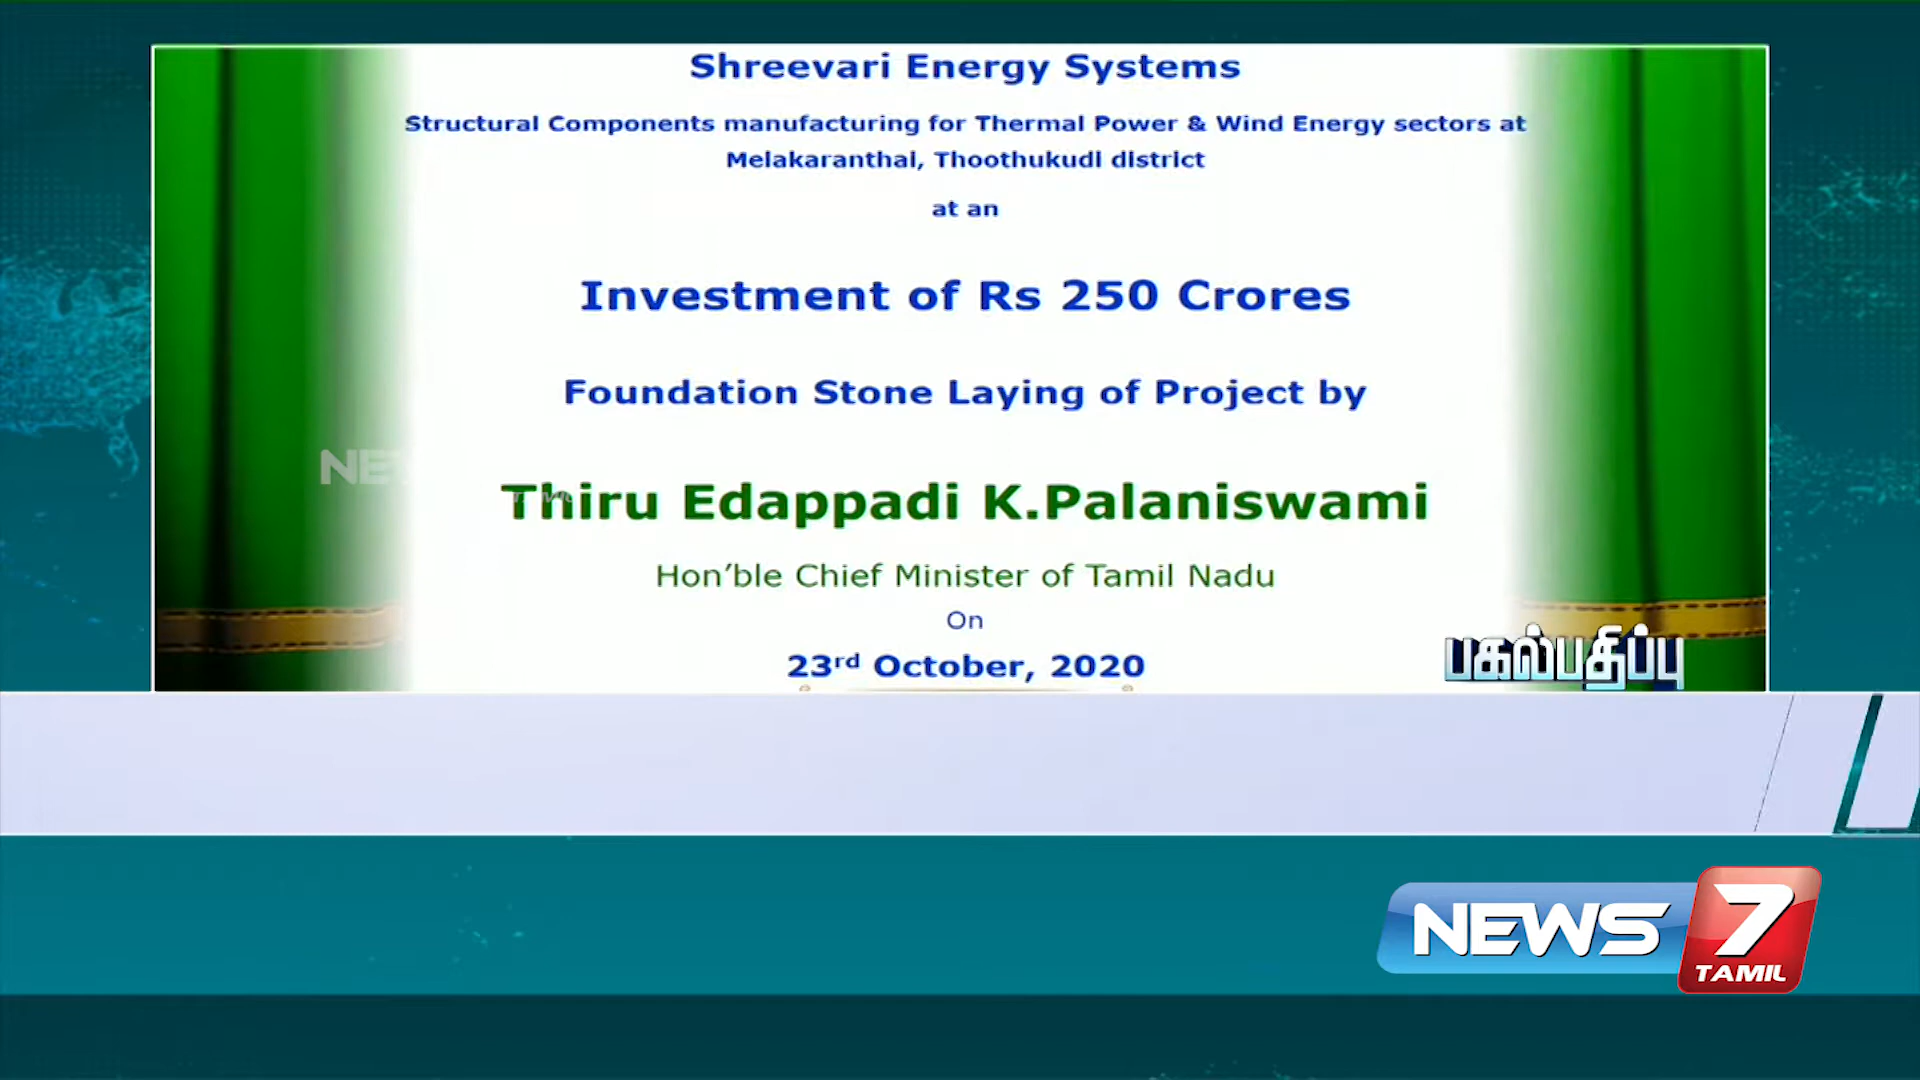 Shreevari Energy Systems
Structural Components manufacturing for Thermal Power & Wind Energy sectors at
Melakaranthai, Thoothukudi district
at an
Investment of Rs 250 Crores
Foundation Stone Laying of Project by
Thiru Edappadi K.Palaniswami
Hon’ble Chief Minister of Tamil Nadu
On
23rd October, 2020
பகல்பதிப்பு
NEWS 7
TAMIL